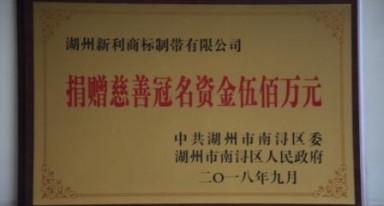 湖州新利商标制带有限公司
捐赠慈善冠名资金伍佰万元
中共湖州市南浔区委
湖州市南浔区人民政府
二〇一八年九月